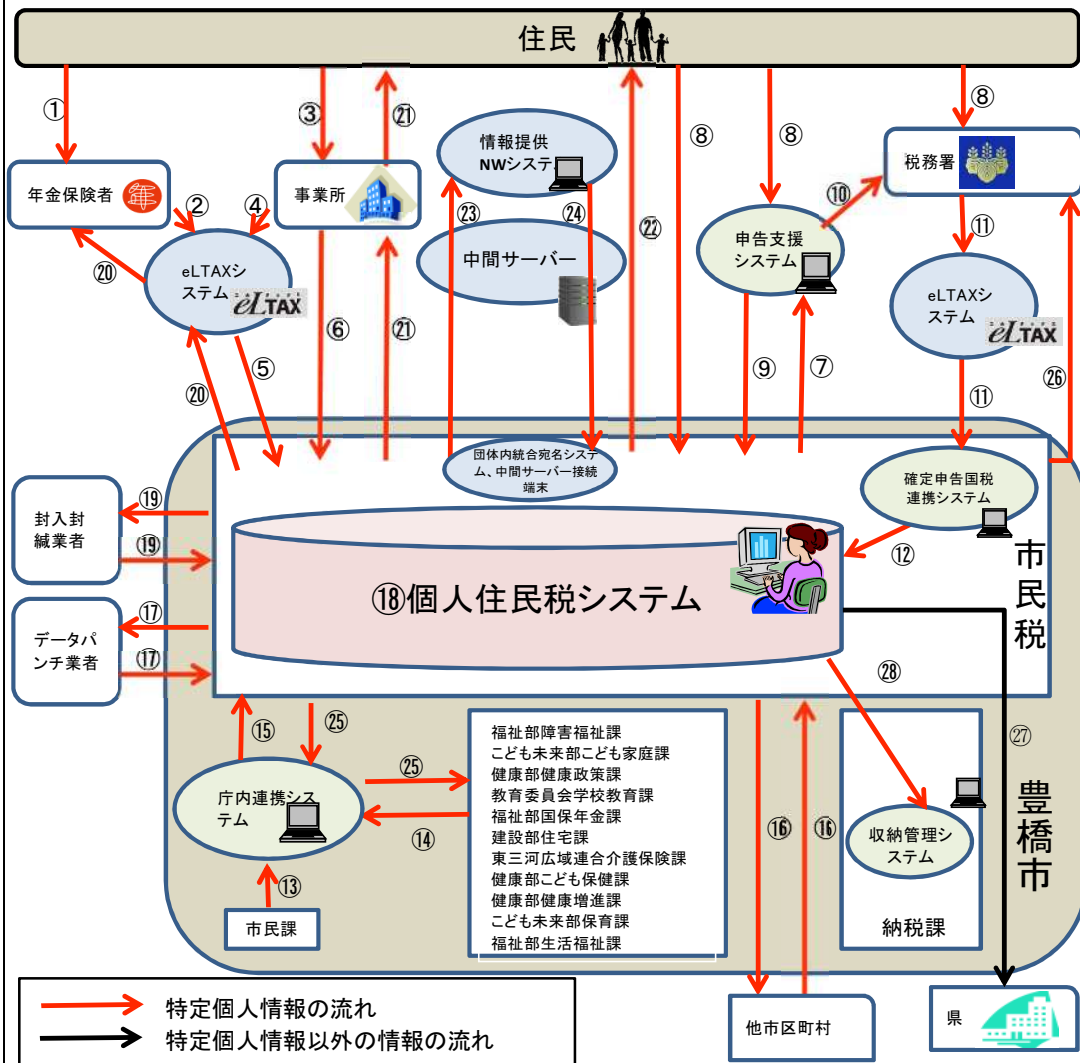 住民
①
③
㉑
㉒
⑧
⑧
⑧
年金保険者
年
事業所
情報提供
NWシステ
税務署
②
④
㉓
㉔
⑩
⑪
申告支援
システム
中間サーバー
⑳
eLTAXシ
ステム
エルタックス
eLTAX
eLTAXシ
ステム
エルタックス
eLTAX
⑥
㉑
⑤
⑳
⑨
⑦
⑪
㉖
団体内統合宛名システ
ム、中間サーバー接続
端末
確定申告国税
連携システム
封入封
緘業者
⑲
⑲
⑫
市民税
⑱個人住民税システム
データパ
ンチ業者
⑰
⑰
⑮
㉕
㉘
㉗
福祉部障害福祉課
こども未来部こども家庭課
健康部健康政策課
教育委員会学校教育課
福祉部国保年金課
建設部住宅課
東三河広域連合介護保険課
健康部こども保健課
健康部健康増進課
こども未来部保育課
福祉部生活福祉課
庁内連携シス
テム
㉕
⑭
⑬
市民課
⑯
⑯
収納管理シ
ステム
納税課
豊橋市
特定個人情報の流れ
特定個人情報以外の情報の流れ
他市区町村
県